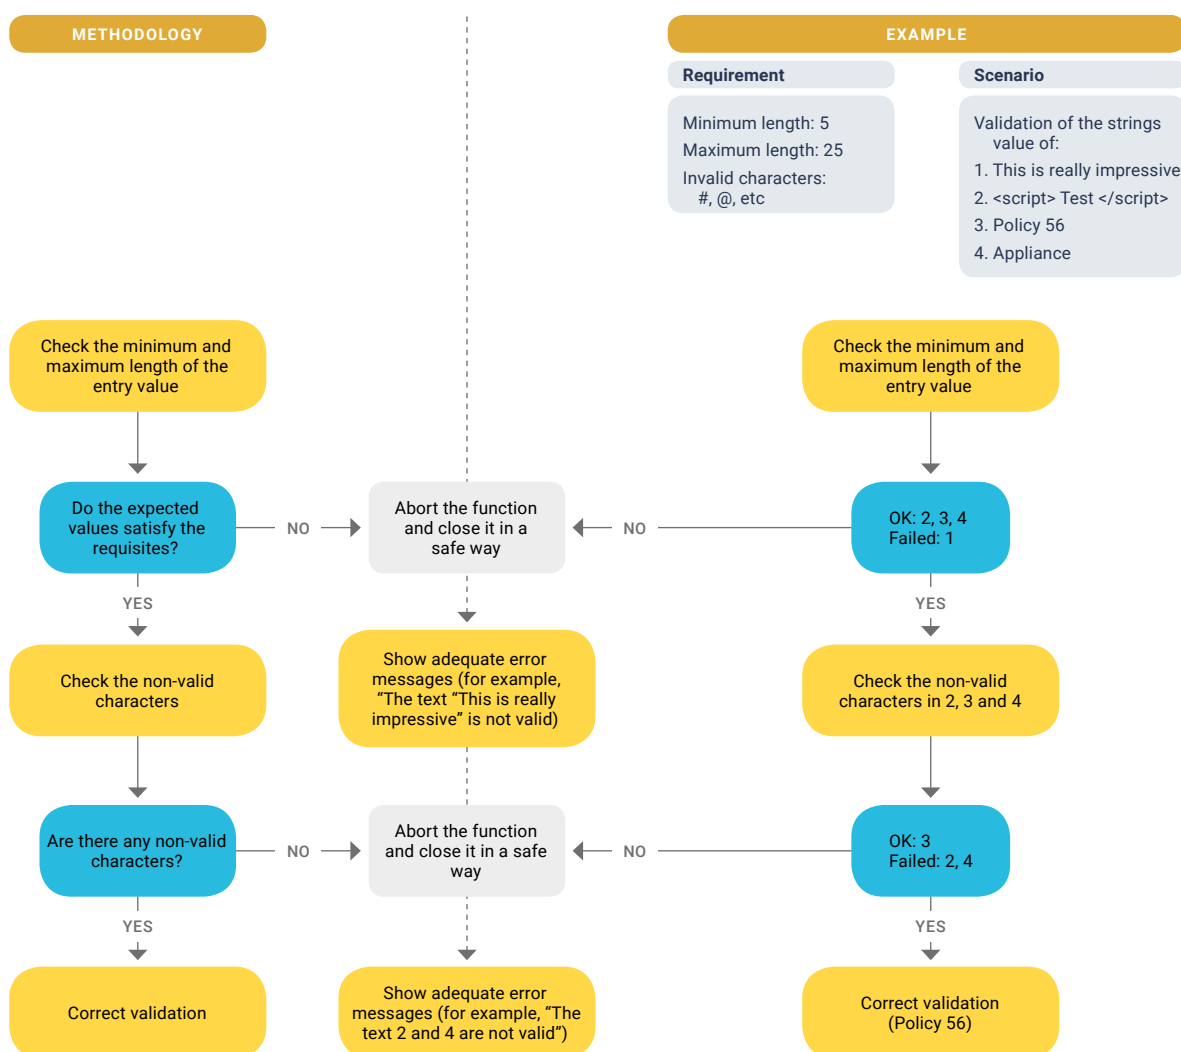 METHODOLOGY
EXAMPLE
Requirement
Minimum length: 5
Maximum length: 25
Invalid characters:
#, @, etc
Scenario
Validation of the strings
value of:
1. This is really impressive
2. <script> Test </script>
3. Policy 56
4. Appliance
Check the minimum and
maximum length of the
entry value
Check the minimum and
maximum length of the
entry value
Do the expected
values satisfy the
requisites?
NO
Abort the function
and close it in a
safe way
NO
OK: 2, 3, 4
Failed: 1
YES
YES
Check the non-valid
characters
Show adequate error
messages (for example,
“The text “This is really
impressive” is not valid)
Check the non-valid
characters in 2, 3 and 4
Are there any non-valid
characters?
NO
Abort the function
and close it in a safe
way
NO
OK: 3
Failed: 2, 4
YES
YES
Correct validation
Show adequate error
messages (for example, “The
text 2 and 4 are not valid”)
Correct validation
(Policy 56)